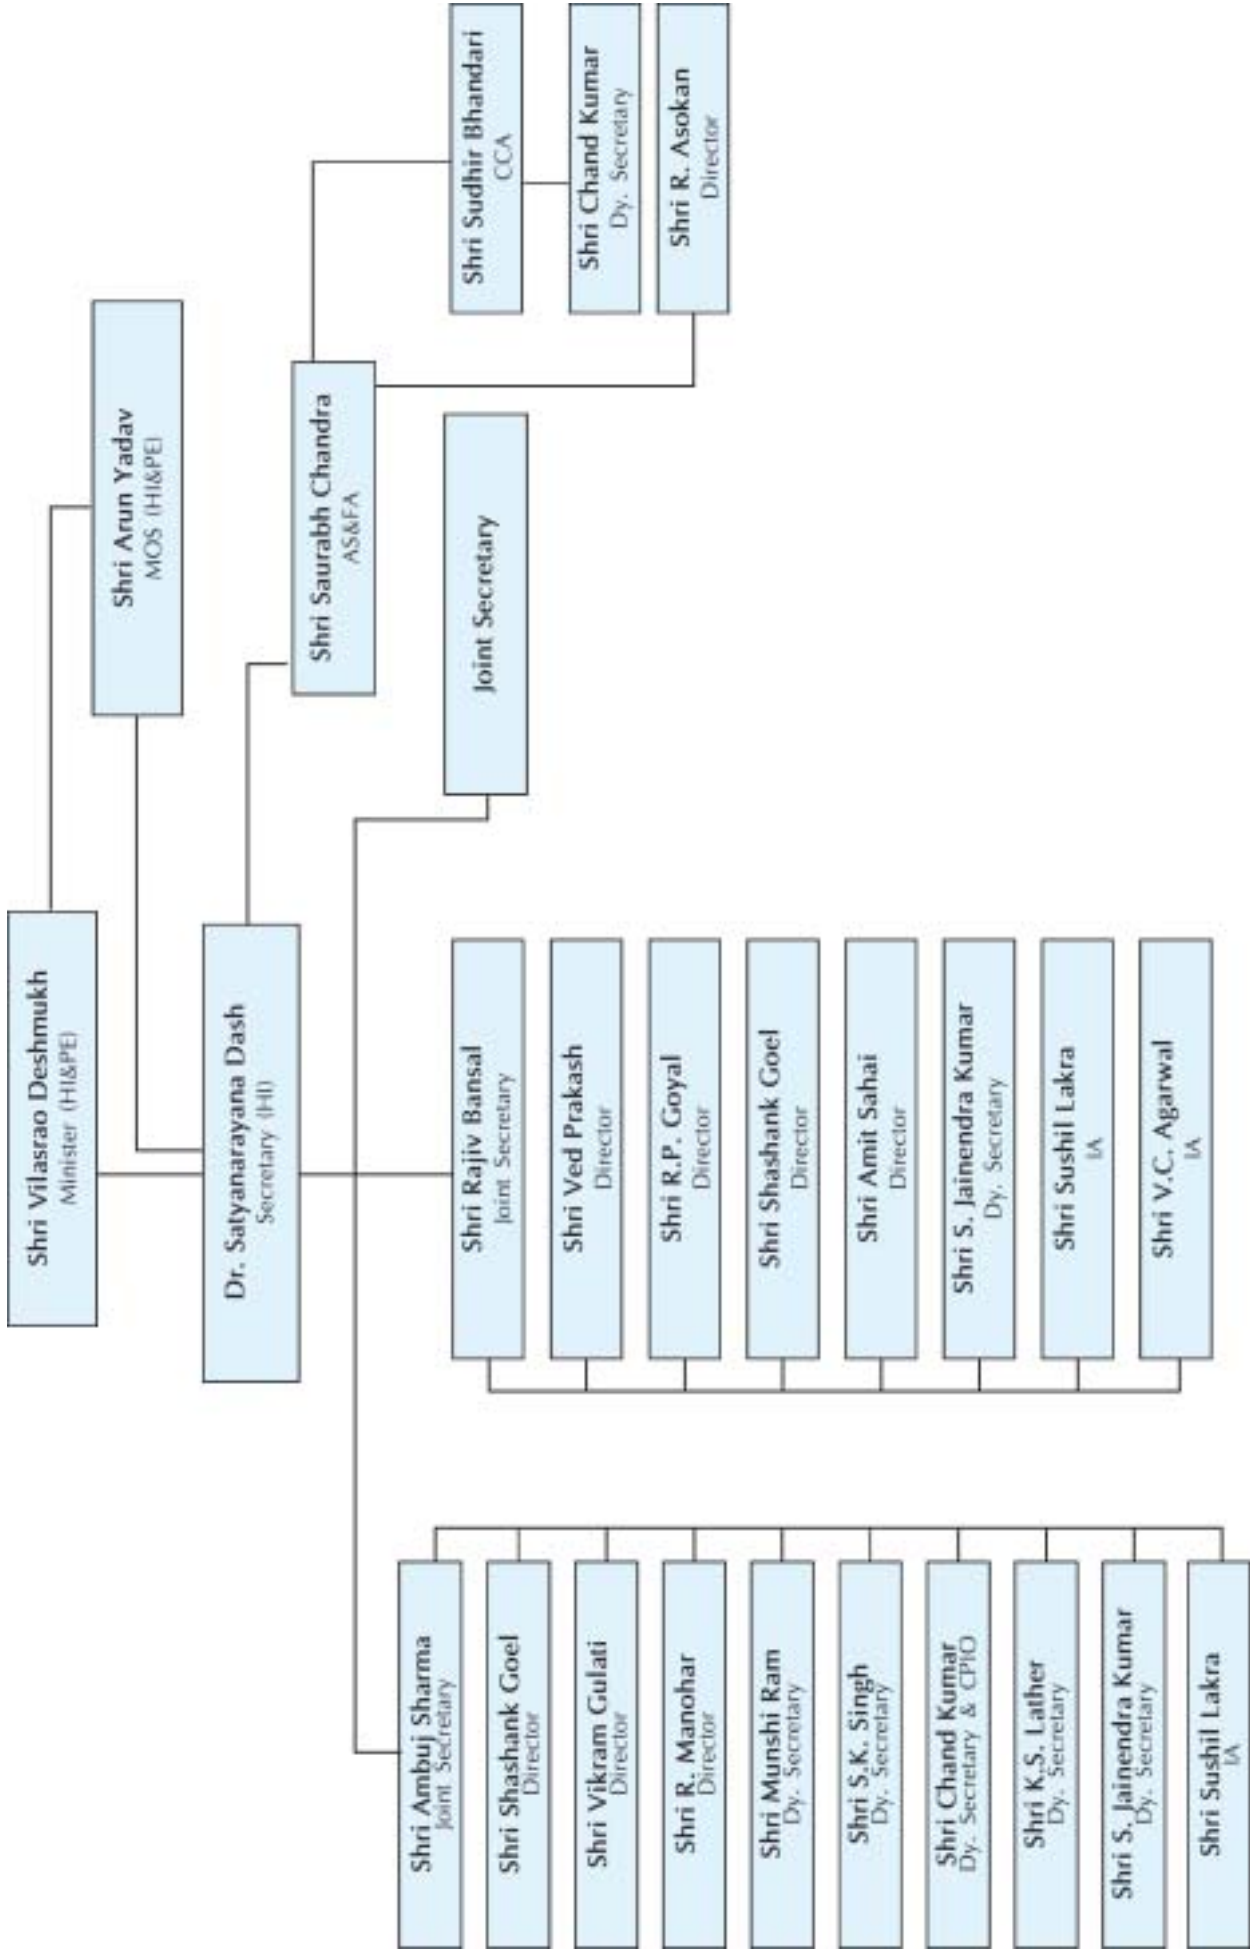 Shri Vilasrao Deshmukh
Minister (HI&PE)
Shri Arun Yadav
MOS (HI&PE)
Dr. Satyanarayana Dash
Secretary (HI)
Shri Saurabh Chandra
AS&FA
Shri Ambuj Sharma
Joint Secretary
Shri Shashank Goel
Director
Shri Vikram Gulati
Director
Shri R. Manohar
Director
Shri Munshi Ram
Dy. Secretary
Shri S.K. Singh
Dy. Secretary
Shri Chand Kumar
Dy. Secretary & CPIO
Shri K.S. Lather
Dy. Secretary
Shri S. Jainendra Kumar
Dy. Secretary
Shri Sushil Lakra
IA
Shri Rajiv Bansal
Joint Secretary
Shri Ved Prakash
Director
Shri R.P. Goyal
Director
Shri Shashank Goel
Director
Shri Amit Sahai
Director
Shri S. Jainendra Kumar
Dy. Secretary
Shri Sushil Lakra
IA
Shri V.C. Agarwal
IA
Joint Secretary
Shri Sudhir Bhandari
CCA
Shri Chand Kumar
Dy. Secretary
Shri R. Asokan
Director